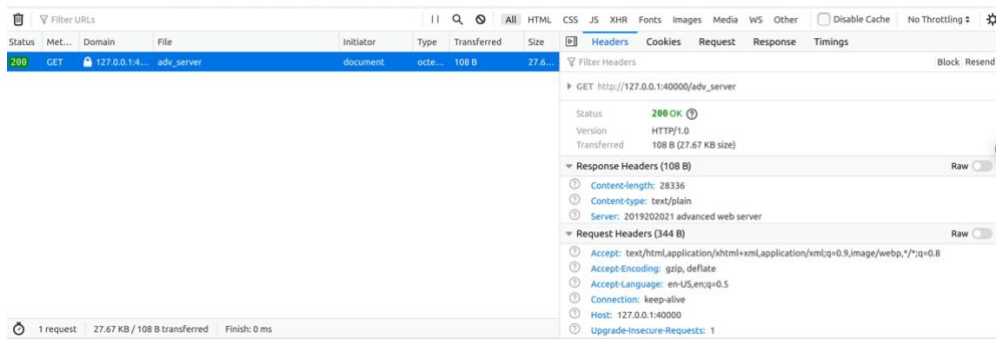 Filter URLs
All HTML CSS JS XHR Fonts Images Media WS Other Disable Cache No Throttling
Status Met... Domain File Initiator Type Transferred Size
200 GET 127.0.0.1:4... adv_server document octe... 108 B 27.6...
1 request 27.67 KB / 108 B transferred Finish: 0 ms
Headers Cookies Request Response Timings
Filter Headers Block Resend
GET http://127.0.0.1:40000/adv_server
Status 200 OK
Version HTTP/1.0
Transferred 108 B (27.67 KB size)
Response Headers (108 B) Raw
Content-length: 28336
Content-type: text/plain
Server: 2019202021 advanced web server
Request Headers (344 B) Raw
Accept: text/html,application/xhtml+xml,application/xml;q=0.9,image/webp,*/*;q=0.8
Accept-Encoding: gzip, deflate
Accept-Language: en-US,en;q=0.5
Connection: keep-alive
Host: 127.0.0.1:40000
Upgrade-Insecure-Requests: 1